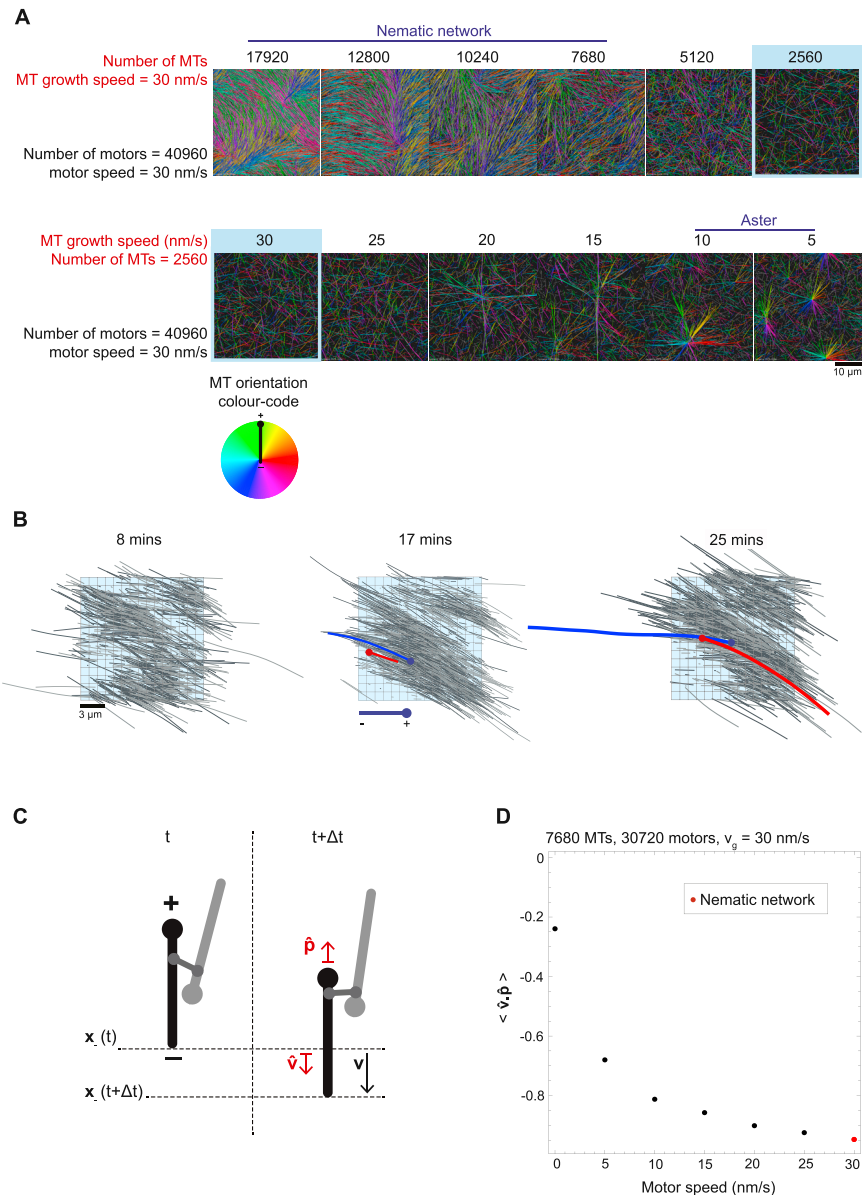 A
Nematic network
Number of MTs 17920 12800 10240 7680 5120 2560
MT growth speed = 30 nm/s
Number of motors = 40960
motor speed = 30 nm/s
Aster
MT growth speed (nm/s) 30 25 20 15 10 5
Number of MTs = 2560
Number of motors = 40960
motor speed = 30 nm/s
10 µm
MT orientation
colour-code
+
–
B
8 mins 17 mins 25 mins
3 µm
- +
C
t t+Δt
+
p̂
x_(t)
–
v̂ v
x_(t+Δt)
D
7680 MTs, 30720 motors, v_g = 30 nm/s
0
Nematic network
-0.2
-0.4
< v̂.p̂ >
-0.6
-0.8
0 5 10 15 20 25 30
Motor speed (nm/s)